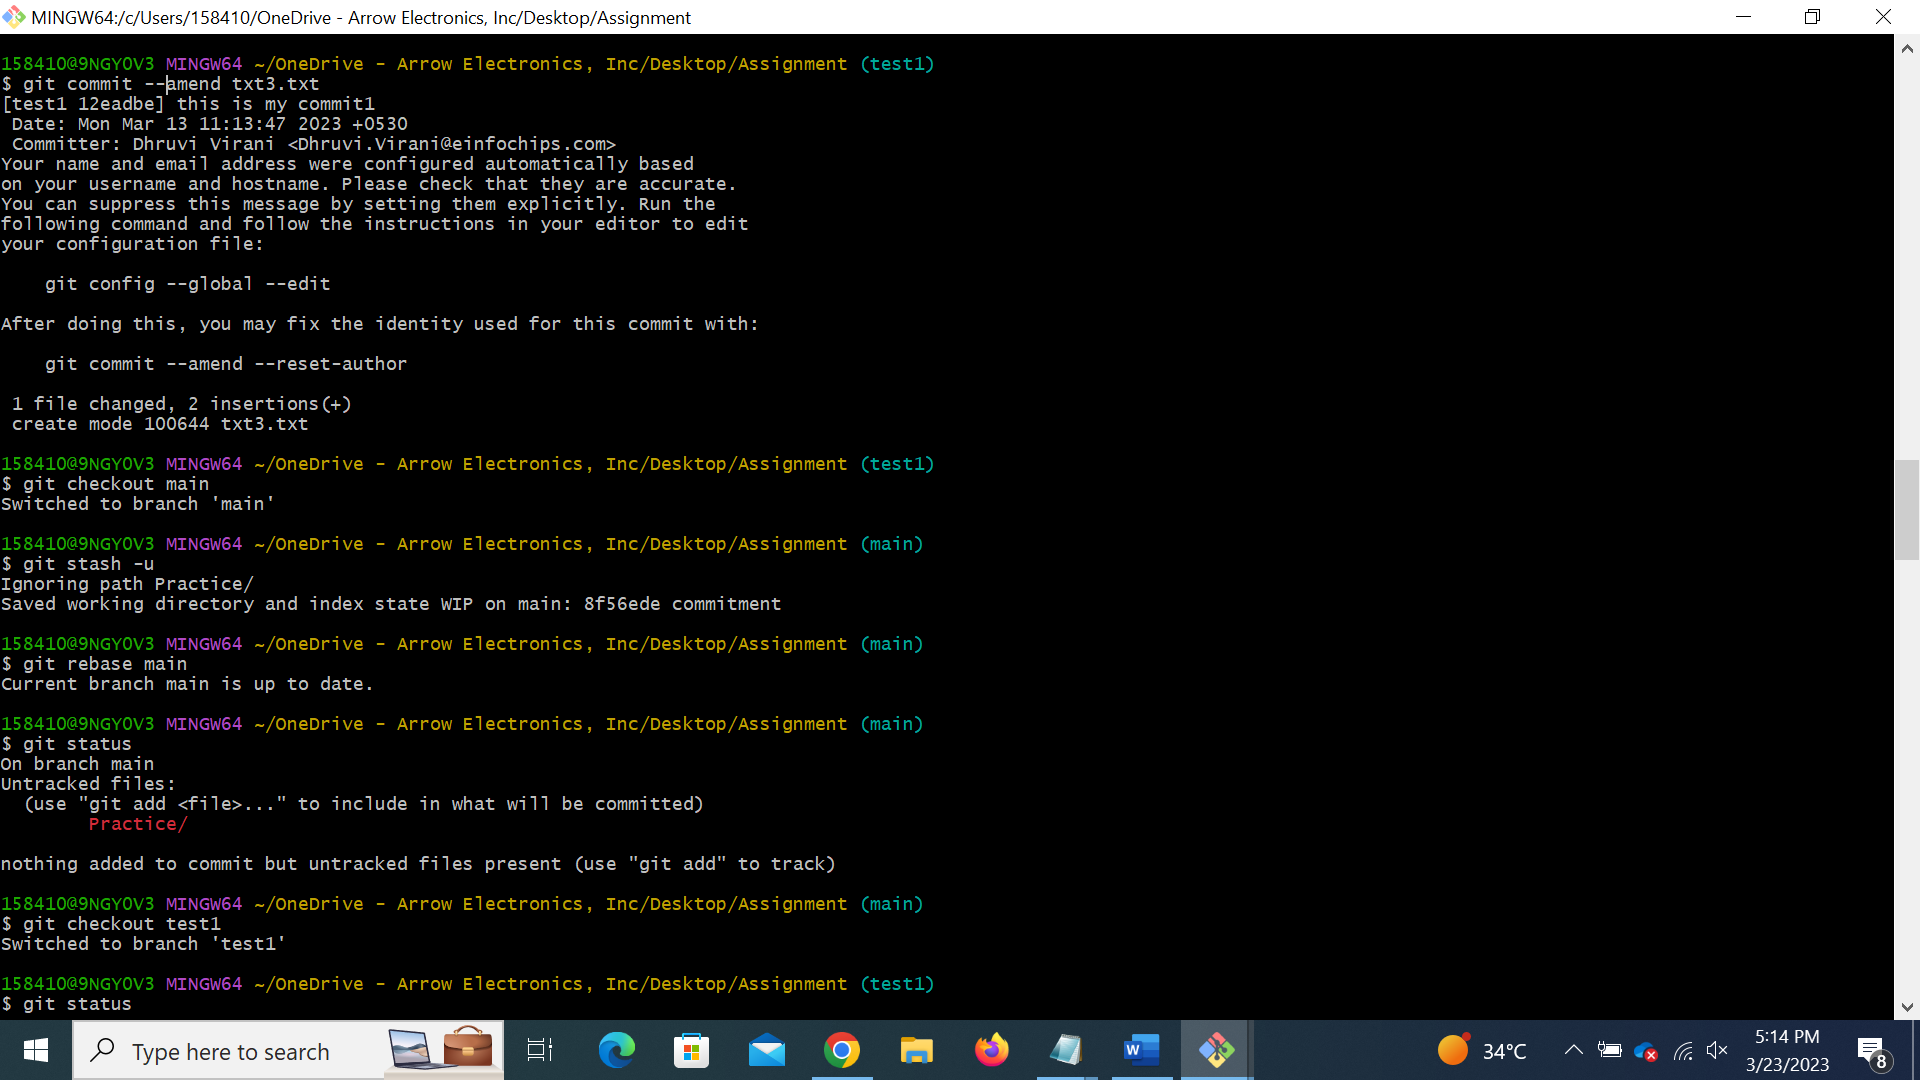 MINGW64:/c/Users/158410/OneDrive - Arrow Electronics, Inc/Desktop/Assignment
158410@9NGY0V3 MINGW64 ~/OneDrive - Arrow Electronics, Inc/Desktop/Assignment (test1)
$ git commit --amend txt3.txt
[test1 12eadbe] this is my commit1
 Date: Mon Mar 13 11:13:47 2023 +0530
 Committer: Dhruvi Virani <Dhruvi.Virani@einfochips.com>
Your name and email address were configured automatically based
on your username and hostname. Please check that they are accurate.
You can suppress this message by setting them explicitly. Run the
following command and follow the instructions in your editor to edit
your configuration file:
    git config --global --edit
After doing this, you may fix the identity used for this commit with:
    git commit --amend --reset-author
 1 file changed, 2 insertions(+)
 create mode 100644 txt3.txt
158410@9NGY0V3 MINGW64 ~/OneDrive - Arrow Electronics, Inc/Desktop/Assignment (test1)
$ git checkout main
Switched to branch 'main'
158410@9NGY0V3 MINGW64 ~/OneDrive - Arrow Electronics, Inc/Desktop/Assignment (main)
$ git stash -u
Ignoring path Practice/
Saved working directory and index state WIP on main: 8f56ede commitment
158410@9NGY0V3 MINGW64 ~/OneDrive - Arrow Electronics, Inc/Desktop/Assignment (main)
$ git rebase main
Current branch main is up to date.
158410@9NGY0V3 MINGW64 ~/OneDrive - Arrow Electronics, Inc/Desktop/Assignment (main)
$ git status
On branch main
Untracked files:
  (use "git add <file>..." to include in what will be committed)
        Practice/
nothing added to commit but untracked files present (use "git add" to track)
158410@9NGY0V3 MINGW64 ~/OneDrive - Arrow Electronics, Inc/Desktop/Assignment (main)
$ git checkout test1
Switched to branch 'test1'
158410@9NGY0V3 MINGW64 ~/OneDrive - Arrow Electronics, Inc/Desktop/Assignment (test1)
$ git status
Type here to search
W
34°C
5:14 PM
3/23/2023
8